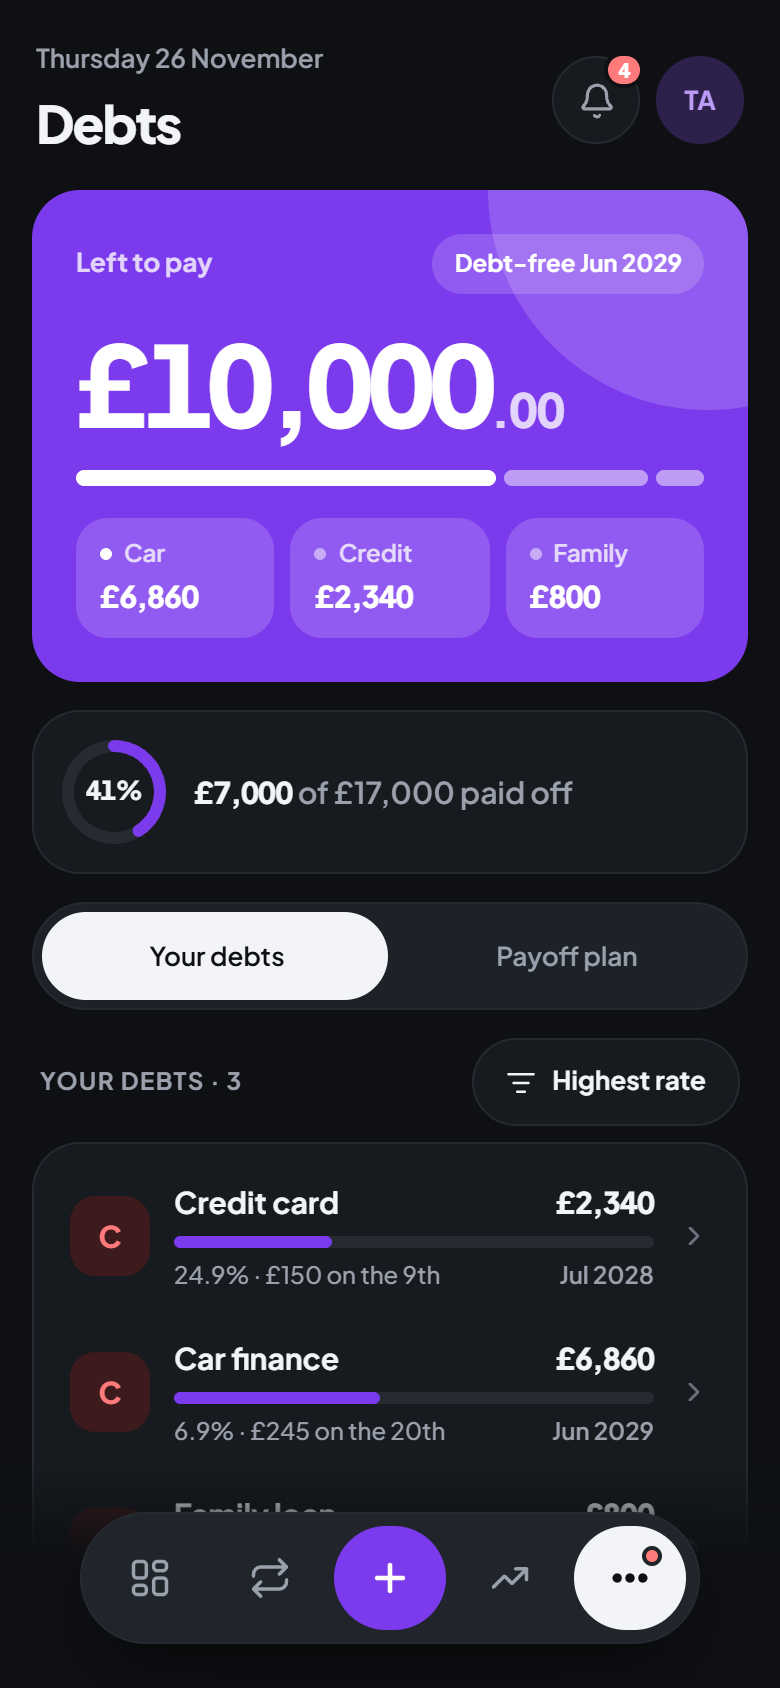 Thursday 26 November
Debts
4
TA
Left to pay
Debt-free Jun 2029
£10,000.00
Car
£6,860
Credit
£2,340
Family
£800
41%
£7,000 of £17,000 paid off
Your debts
Payoff plan
YOUR DEBTS · 3
Highest rate
C
Credit card
£2,340
24.9% · £150 on the 9th
Jul 2028
C
Car finance
£6,860
6.9% · £245 on the 20th
Jun 2029
Family loan
£800